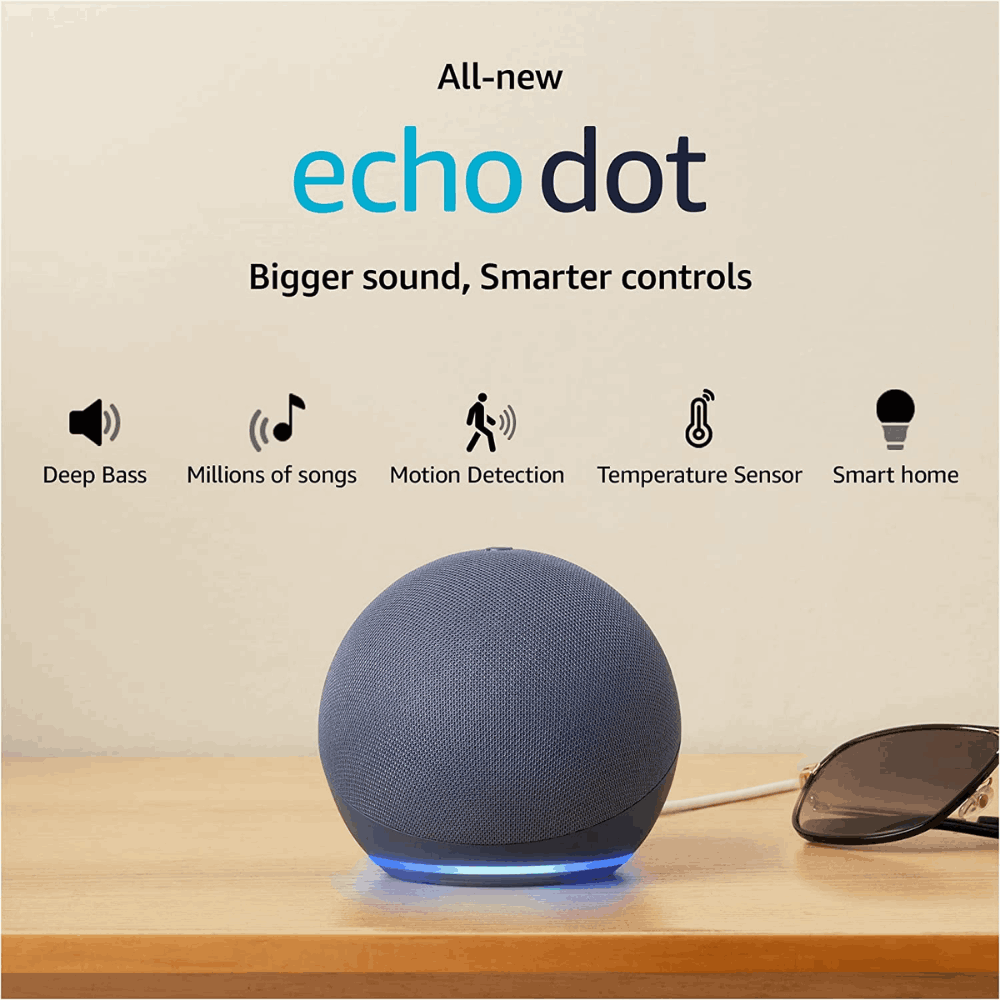 All-new
echo dot
Bigger sound, Smarter controls
Deep Bass
Millions of songs
Motion Detection
Temperature Sensor
Smart home